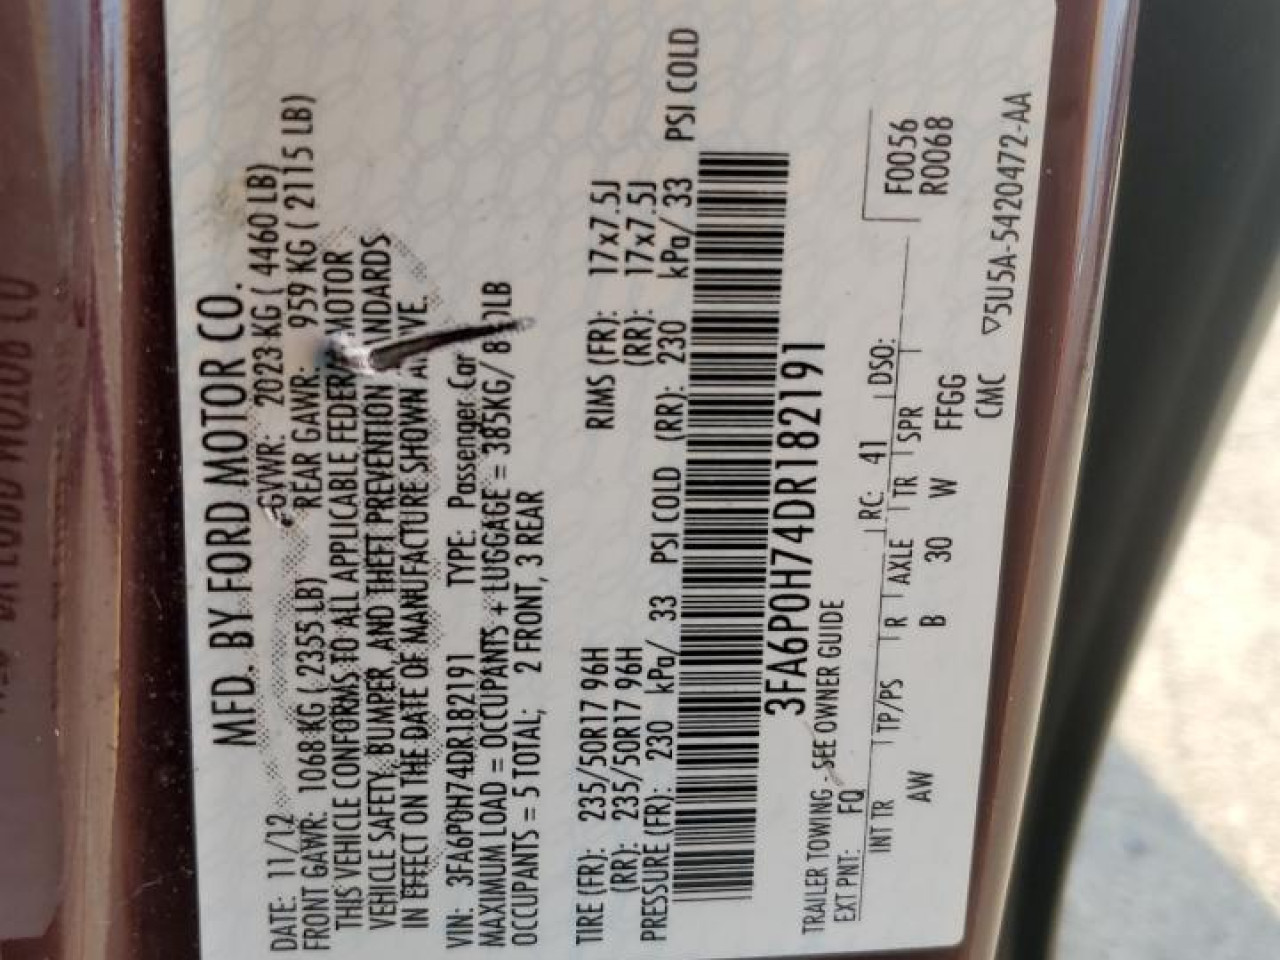 MFD. BY FORD MOTOR CO.
DATE: 11/12 GVWR: 2023 KG ( 4460 LB)
FRONT GAWR: 1068 KG ( 2355 LB) REAR GAWR: 959 KG ( 2115 LB)
THIS VEHICLE CONFORMS TO ALL APPLICABLE MOTOR
VEHICLE SAFETY, BUMPER, AND THEFT PREVENTION
IN EFFECT ON THE DATE OF MANUFACTURE SHOWN
VIN: 3FA6P0H74DR182191 TYPE: Passenger Car
MAXIMUM LOAD = OCCUPANTS + LUGGAGE = 385KG/
OCCUPANTS = 5 TOTAL; 2 FRONT, 3 REAR
TIRE (FR): 235/50R17 96H RIMS (FR): 17x7.5J
(RR): 235/50R17 96H (RR): 17x7.5J
PRESSURE (FR): 230 kPa/ 33 PSI COLD (RR): 230 kPa/ 33 PSI COLD
3FA6P0H74DR182191
TRAILER TOWING - SEE OWNER GUIDE
EXT PNT: FQ RC: 41 DSO: F0056
R0068
INT TR TP/PS R AXLE TR SPR
AW B 30 W FFGG
CMC ▽5U5A-5420472-AA